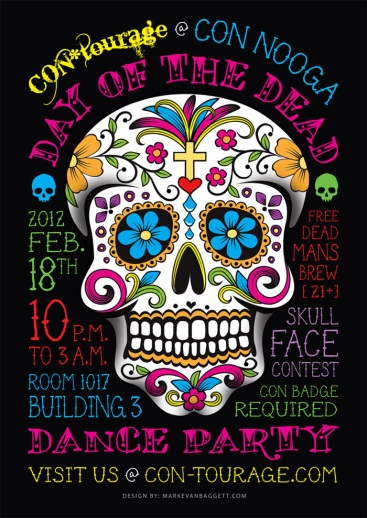 CON*tourage @ CON NOOGA
DAY OF THE DEAD
2012
FEB.
18TH
10 P.M.
TO 3 A.M.
ROOM 1017
BUILDING 3
FREE
DEAD
MANS
BREW
[21+]
SKULL
FACE
CONTEST
CON BADGE
REQUIRED
DANCE PARTY
VISIT US @ CON-TOURAGE.COM
DESIGN BY: MARKEVANBAGGETT.COM